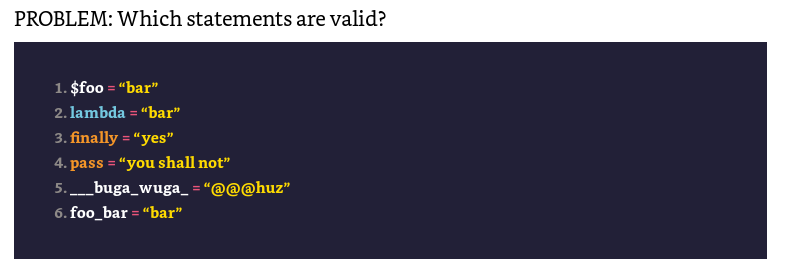 PROBLEM: Which statements are valid?
1. $foo = “bar”
2. lambda = “bar”
3. finally = “yes”
4. pass = “you shall not”
5. ___buga_wuga_ = “@@@huz”
6. foo_bar = “bar”